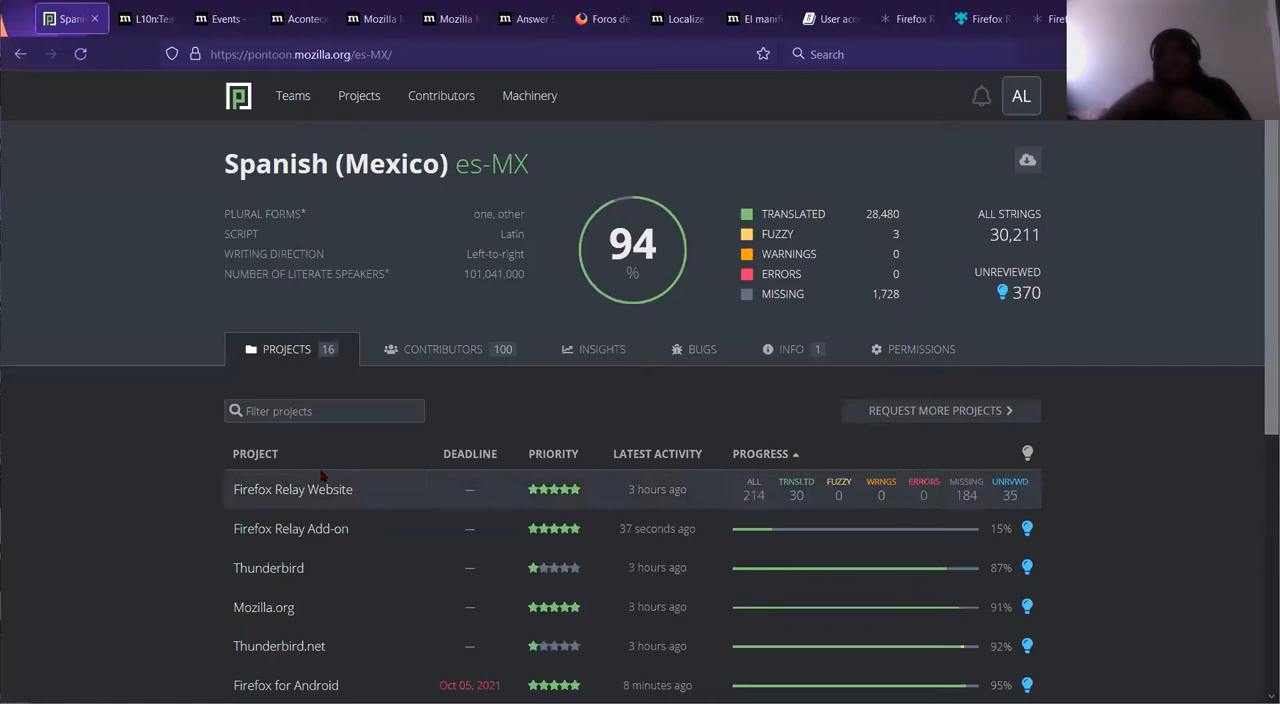 Spani
L10n:Te
Events -
Acontec
Mozilla
Mozilla
Answer
Foros de
Localize
El manif
User acc
Firefox R
Firefox R
Firef
https://pontoon.mozilla.org/es-MX/
Search
Teams Projects Contributors Machinery
AL
Spanish (Mexico) es-MX
PLURAL FORMS* one, other
SCRIPT Latin
WRITING DIRECTION Left-to-right
NUMBER OF LITERATE SPEAKERS* 101,041,000
94
%
TRANSLATED 28,480
FUZZY 3
WARNINGS 0
ERRORS 0
MISSING 1,728
ALL STRINGS
30,211
UNREVIEWED
370
PROJECTS 16 CONTRIBUTORS 100 INSIGHTS BUGS INFO 1 PERMISSIONS
Filter projects
REQUEST MORE PROJECTS
PROJECT DEADLINE PRIORITY LATEST ACTIVITY PROGRESS
Firefox Relay Website — 3 hours ago
ALL TRNSLTD FUZZY WRNGS ERRORS MISSING UNRVWD
214 30 0 0 0 184 35
Firefox Relay Add-on — 37 seconds ago 15%
Thunderbird — 3 hours ago 87%
Mozilla.org — 3 hours ago 91%
Thunderbird.net — 3 hours ago 92%
Firefox for Android Oct 05, 2021 8 minutes ago 95%